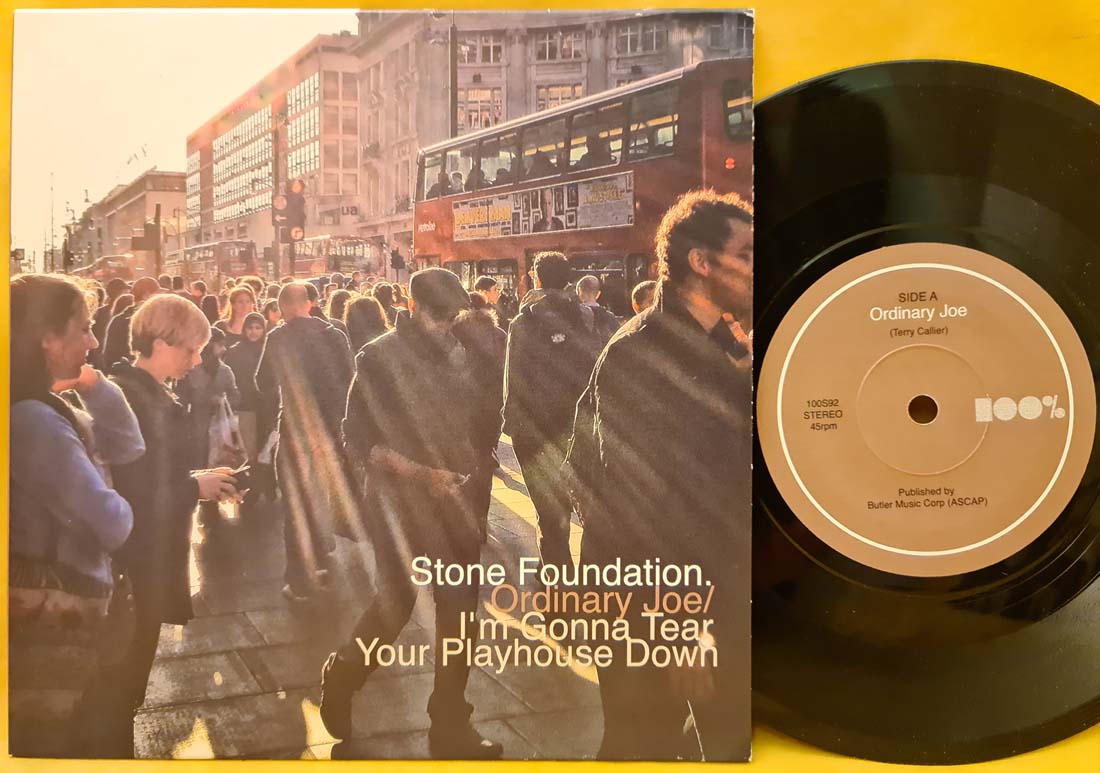 Stone Foundation.
Ordinary Joe/
I'm Gonna Tear
Your Playhouse Down
SIDE A
Ordinary Joe
(Terry Callier)
100S92
STEREO
45rpm
100%
Published by
Butler Music Corp (ASCAP)